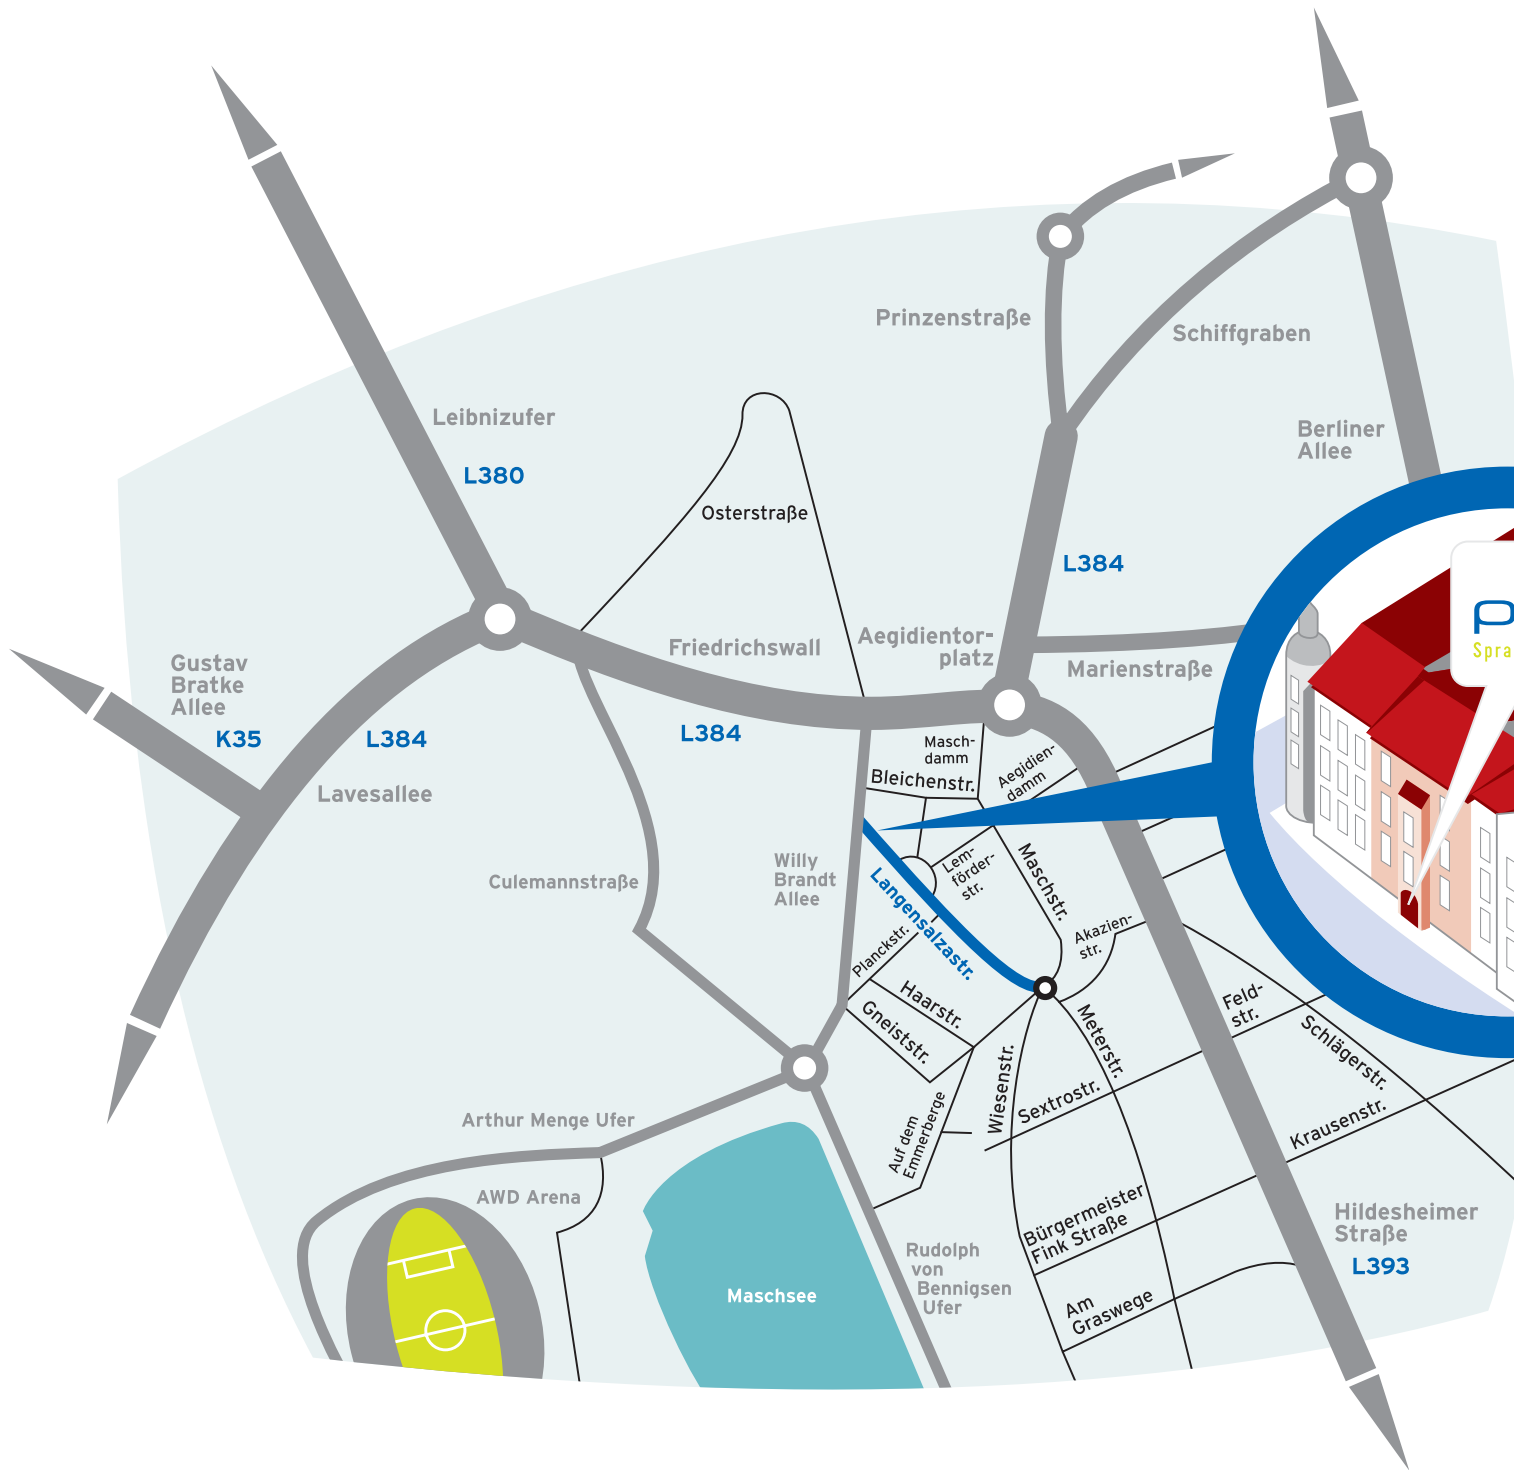 Prinzenstraße
Schiffgraben
Leibnizufer
L380
Berliner
Allee
Osterstraße
L384
Friedrichswall
Aegidientor-
platz
Marienstraße
Gustav
Bratke
Allee
K35
L384
L384
Lavesallee
Masch-
damm
Bleichenstr.
Aegidien-
damm
Culemannstraße
Willy
Brandt
Allee
Langensalzastr.
Lem-
förder-
str.
Maschstr.
Akazien-
str.
Planckstr.
Haarstr.
Gneiststr.
Feld-
str.
Schlägerstr.
Meterstr.
Wiesenstr.
Sextrostr.
Krausenstr.
Auf dem
Emmerberge
Arthur Menge Ufer
AWD Arena
Bürgermeister
Fink Straße
Hildesheimer
Straße
L393
Rudolph
von
Bennigsen
Ufer
Maschsee
Am
Graswege